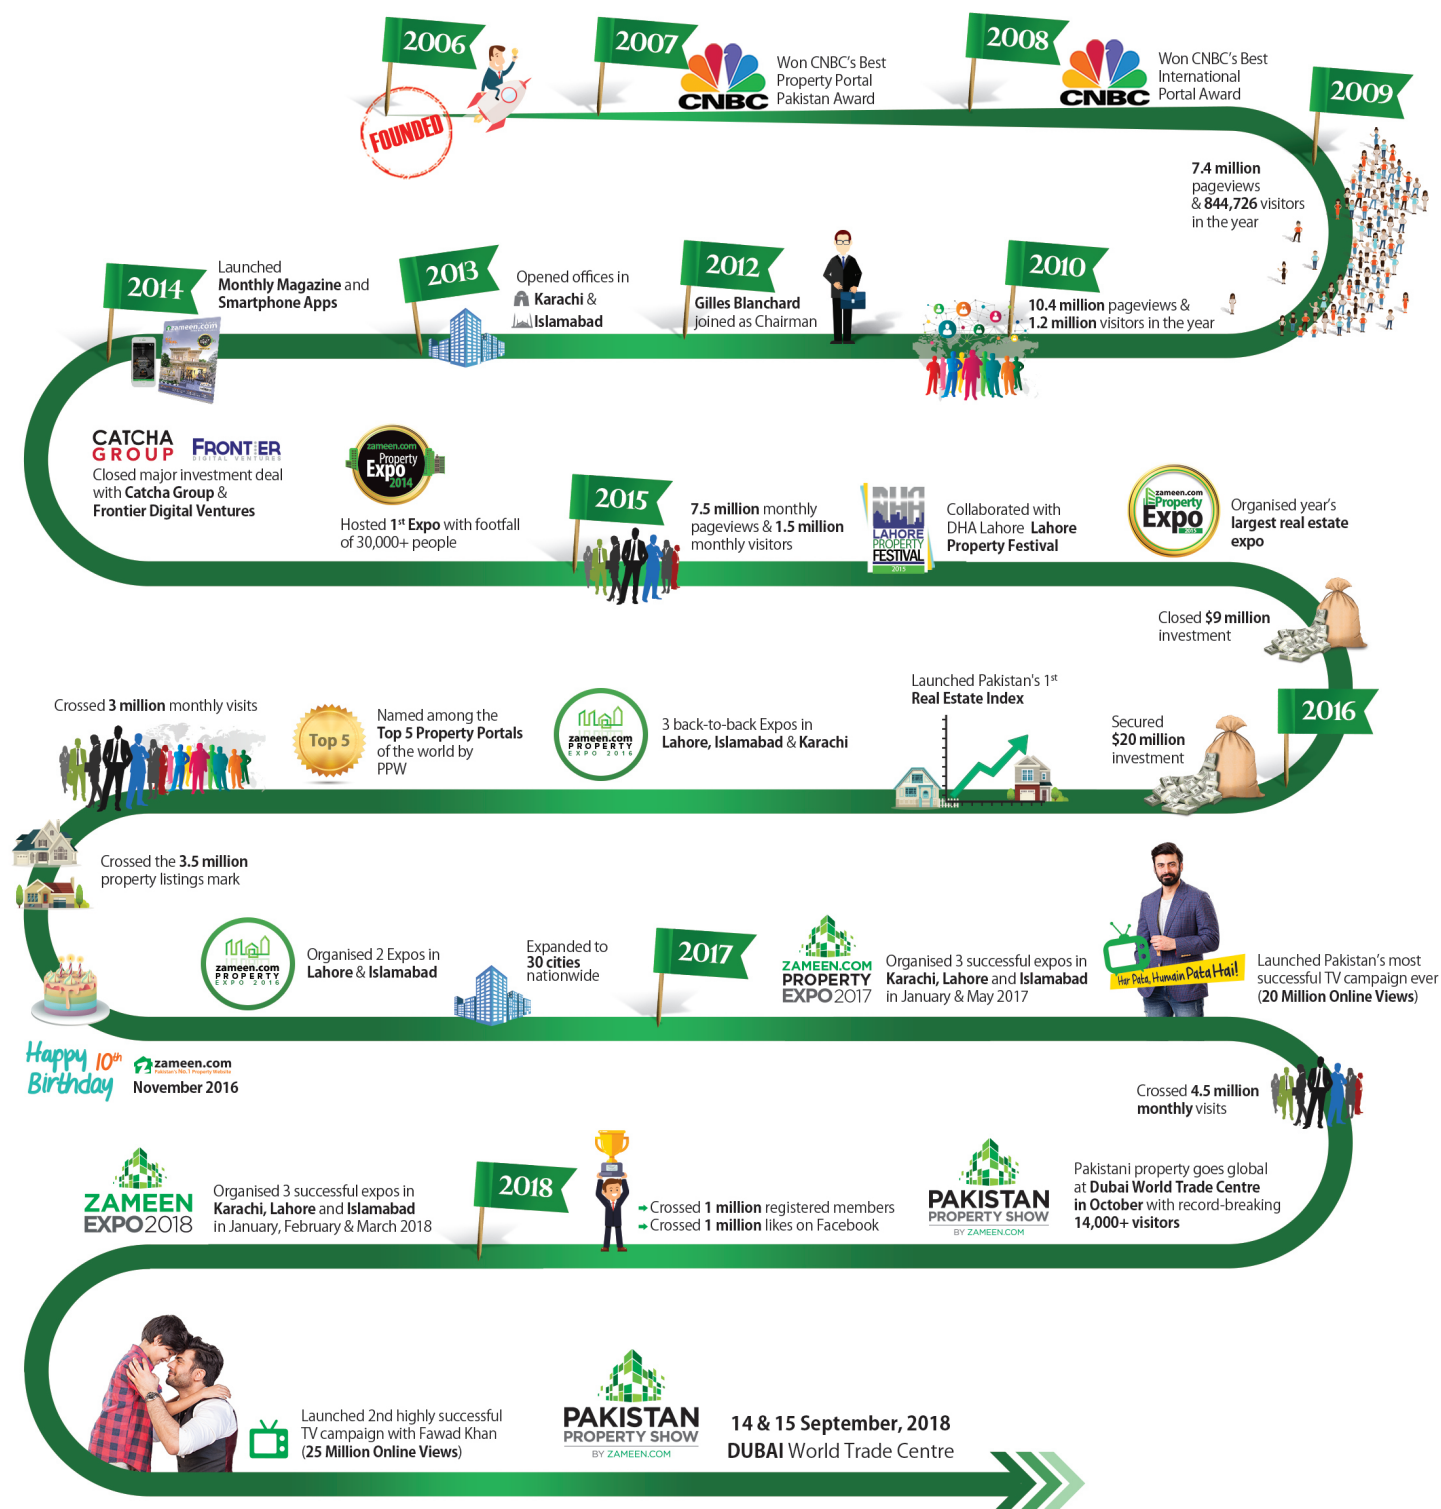 2006
FOUNDED
2007
CNBC
Won CNBC's Best
Property Portal
Pakistan Award
2008
CNBC
Won CNBC's Best
International
Portal Award
2009
7.4 million
pageviews
& 844,726 visitors
in the year
2010
10.4 million pageviews &
1.2 million visitors in the year
2012
Gilles Blanchard
joined as Chairman
2013
Opened offices in
Karachi &
Islamabad
2014
Launched
Monthly Magazine and
Smartphone Apps
zameen.com
CATCHA
GROUP
FRONTIER
DIGITAL VENTURES
Closed major investment deal
with Catcha Group &
Frontier Digital Ventures
zameen.com
Property
Expo
2014
Hosted 1st Expo with footfall
of 30,000+ people
2015
7.5 million monthly
pageviews & 1.5 million
monthly visitors
DHA
LAHORE
PROPERTY
FESTIVAL
2015
Collaborated with
DHA Lahore Lahore
Property Festival
zameen.com
Property
Expo
2015
Organised year's
largest real estate
expo
Closed $9 million
investment
2016
Secured
$20 million
investment
Launched Pakistan's 1st
Real Estate Index
zameen.com
PROPERTY
EXPO 2016
3 back-to-back Expos in
Lahore, Islamabad & Karachi
Top 5
Named among the
Top 5 Property Portals
of the world by
PPW
Crossed 3 million monthly visits
Crossed the 3.5 million
property listings mark
Happy 10th
Birthday
zameen.com
Pakistan's No.1 Property Website
November 2016
zameen.com
PROPERTY
EXPO 2016
Organised 2 Expos in
Lahore & Islamabad
Expanded to
30 cities
nationwide
2017
ZAMEEN.COM
PROPERTY
EXPO 2017
Organised 3 successful expos in
Karachi, Lahore and Islamabad
in January & May 2017
Har Pata, Humain Pata Hai!
Launched Pakistan's most
successful TV campaign ever
(20 Million Online Views)
Crossed 4.5 million
monthly visits
PAKISTAN
PROPERTY SHOW
BY ZAMEEN.COM
Pakistani property goes global
at Dubai World Trade Centre
in October with record-breaking
14,000+ visitors
Crossed 1 million registered members
Crossed 1 million likes on Facebook
2018
ZAMEEN
EXPO 2018
Organised 3 successful expos in
Karachi, Lahore and Islamabad
in January, February & March 2018
Launched 2nd highly successful
TV campaign with Fawad Khan
(25 Million Online Views)
PAKISTAN
PROPERTY SHOW
BY ZAMEEN.COM
14 & 15 September, 2018
DUBAI World Trade Centre